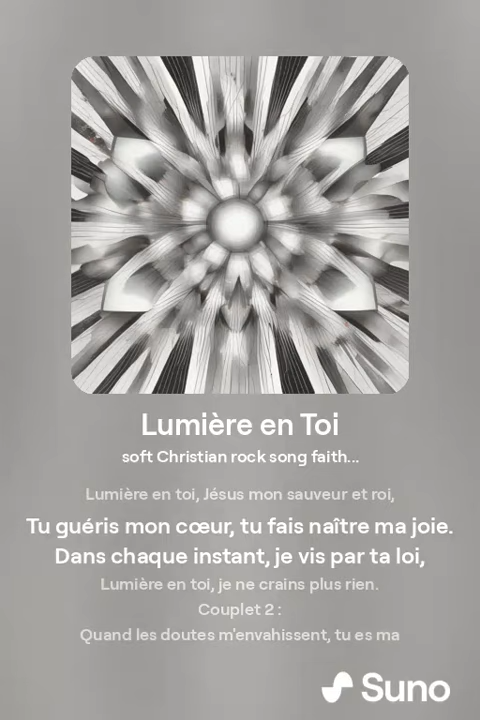 Lumière en Toi
soft Christian rock song faith...
Lumière en toi, Jésus mon sauveur et roi,
Tu guéris mon cœur, tu fais naître ma joie.
Dans chaque instant, je vis par ta loi,
Lumière en toi, je ne crains plus rien.
Couplet 2 :
Quand les doutes m'envahissent, tu es ma
Suno